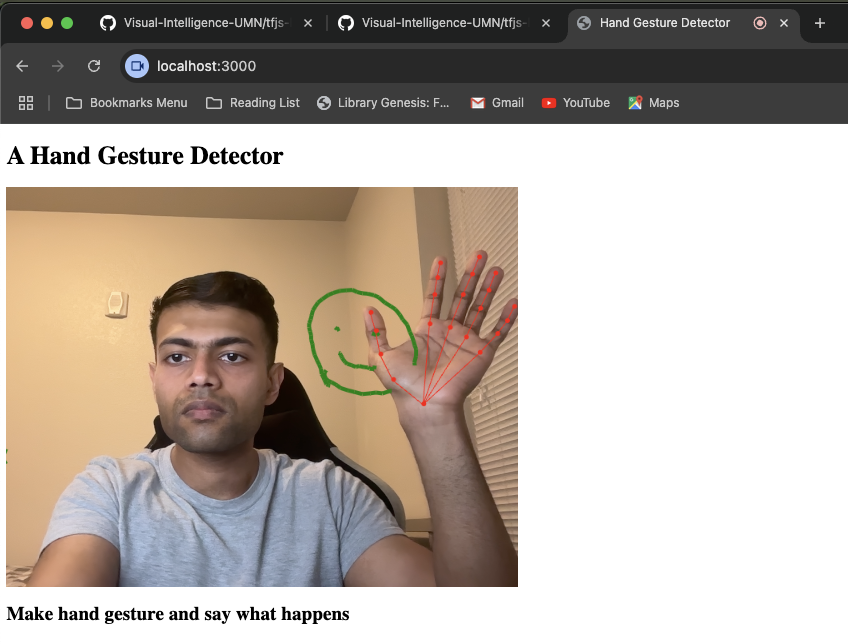 Visual-Intelligence-UMN/tfjs-
Visual-Intelligence-UMN/tfjs-
Hand Gesture Detector
localhost:3000
Bookmarks Menu
Reading List
Library Genesis: F...
Gmail
YouTube
Maps
A Hand Gesture Detector
Make hand gesture and say what happens